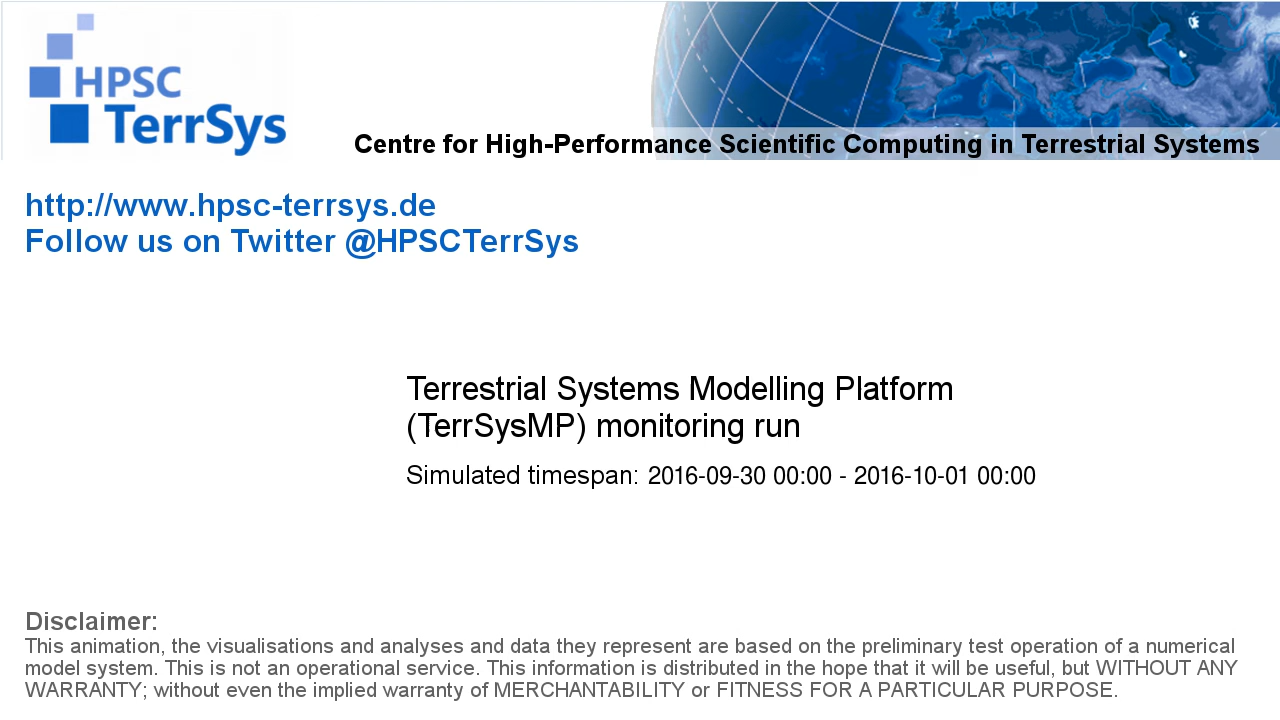 HPSC
TerrSys
Centre for High-Performance Scientific Computing in Terrestrial Systems
http://www.hpsc-terrsys.de
Follow us on Twitter @HPSCTerrSys
Terrestrial Systems Modelling Platform
(TerrSysMP) monitoring run
Simulated timespan: 2016-09-30 00:00 - 2016-10-01 00:00
Disclaimer:
This animation, the visualisations and analyses and data they represent are based on the preliminary test operation of a numerical
model system. This is not an operational service. This information is distributed in the hope that it will be useful, but WITHOUT ANY
WARRANTY; without even the implied warranty of MERCHANTABILITY or FITNESS FOR A PARTICULAR PURPOSE.